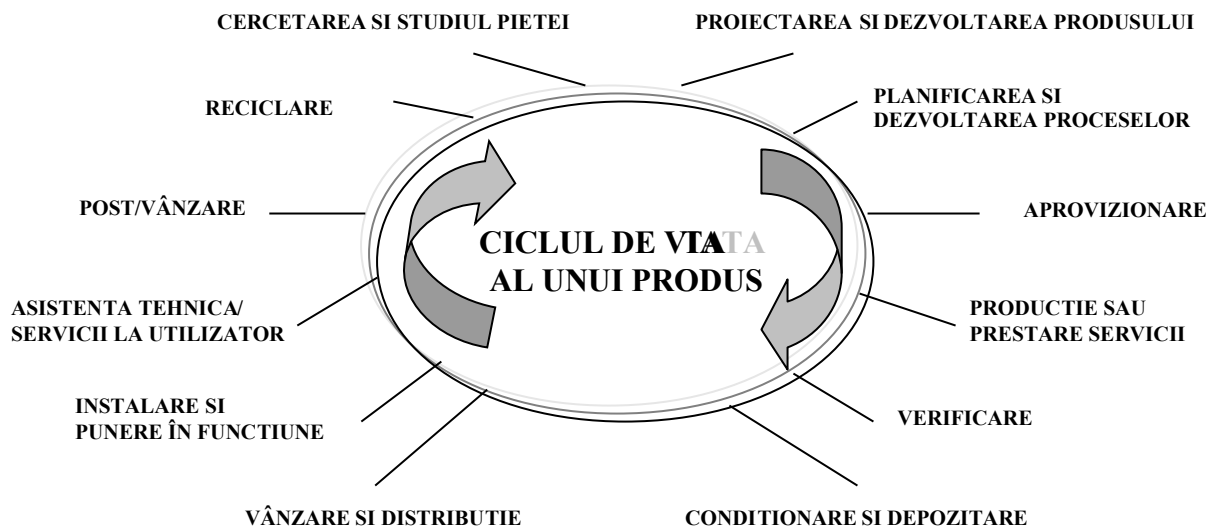 CERCETAREA SI STUDIUL PIETEI
PROIECTAREA SI DEZVOLTAREA PRODUSULUI
RECICLARE
PLANIFICAREA SI
DEZVOLTAREA PROCESELOR
POST/VÂNZARE
APROVIZIONARE
CICLUL DE VIATA
AL UNUI PRODUS
ASISTENTA TEHNICA/
SERVICII LA UTILIZATOR
PRODUCTIE SAU
PRESTARE SERVICII
INSTALARE SI
PUNERE ÎN FUNCTIUNE
VERIFICARE
VÂNZARE SI DISTRIBUTIE
CONDITIONARE SI DEPOZITARE